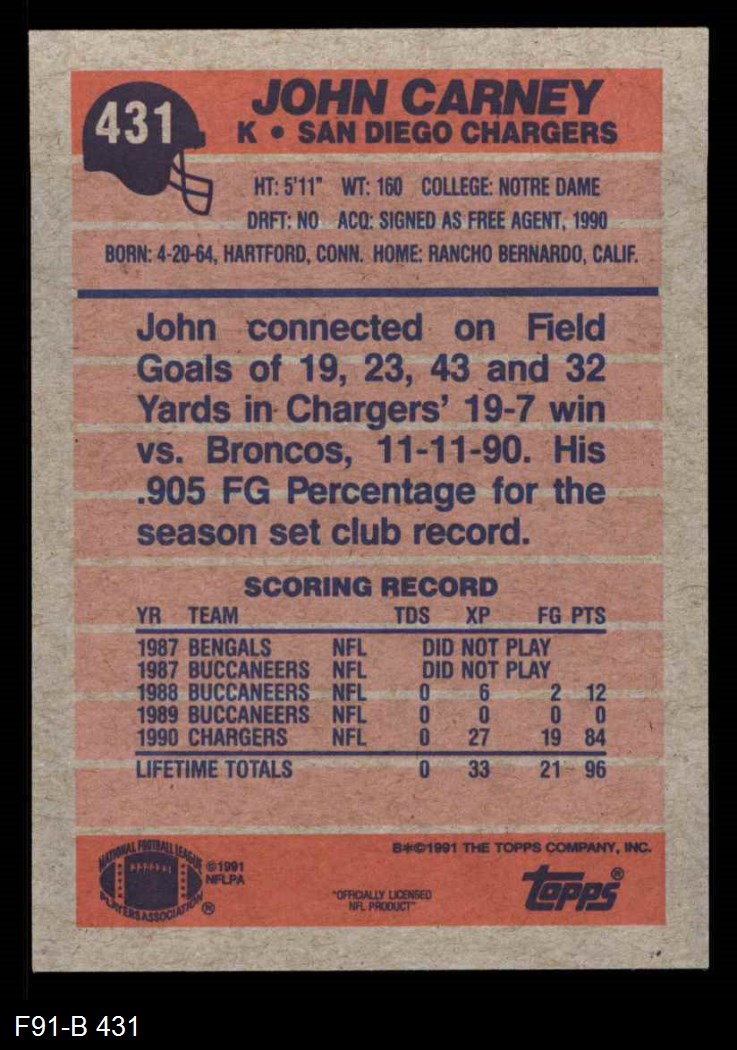 431
JOHN CARNEY
K • SAN DIEGO CHARGERS
HT: 5'11" WT: 160 COLLEGE: NOTRE DAME
DRFT: NO ACQ: SIGNED AS FREE AGENT, 1990
BORN: 4-20-64, HARTFORD, CONN. HOME: RANCHO BERNARDO, CALIF.
John connected on Field
Goals of 19, 23, 43 and 32
Yards in Chargers' 19-7 win
vs. Broncos, 11-11-90. His
.905 FG Percentage for the
season set club record.
SCORING RECORD
YR TEAM TDS XP FG PTS
1987 BENGALS NFL DID NOT PLAY
1987 BUCCANEERS NFL DID NOT PLAY
1988 BUCCANEERS NFL 0 6 2 12
1989 BUCCANEERS NFL 0 0 0 0
1990 CHARGERS NFL 0 27 19 84
LIFETIME TOTALS 0 33 21 96
B*©1991 THE TOPPS COMPANY, INC.
NATIONAL FOOTBALL LEAGUE
PLAYERS ASSOCIATION ®
©1991
NFLPA
"OFFICIALLY LICENSED
NFL PRODUCT"
topps®
F91-B 431